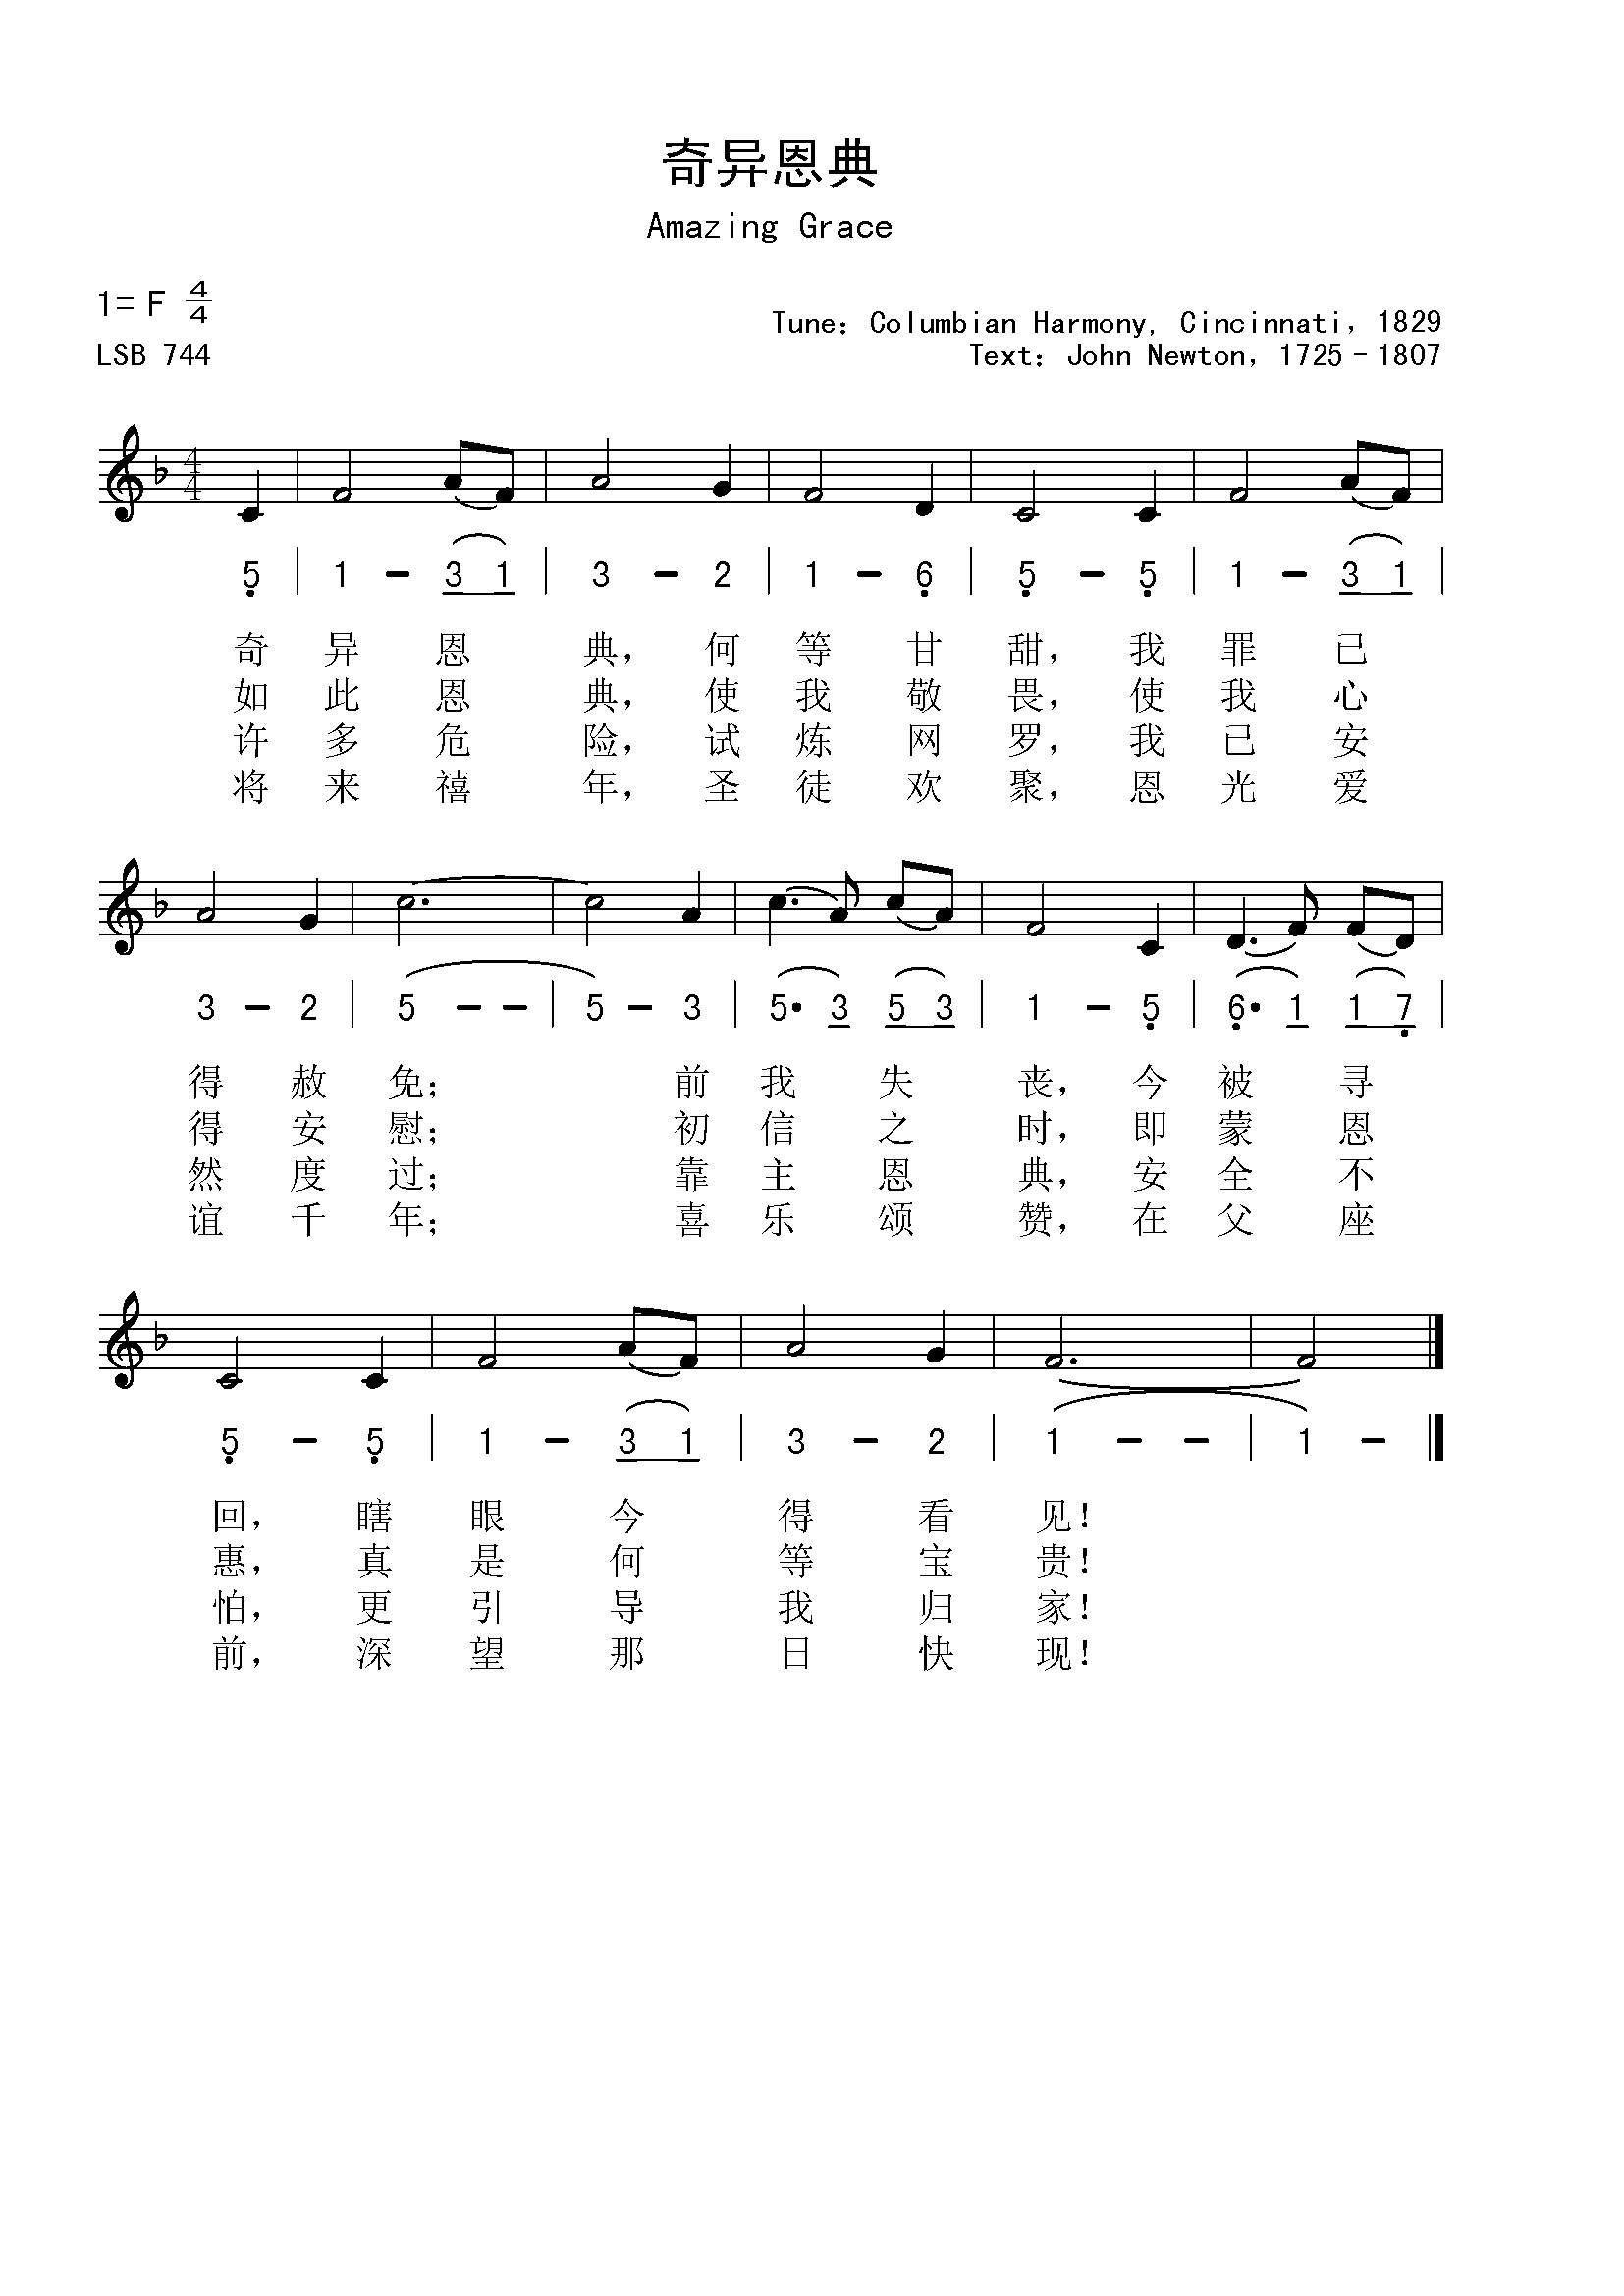 奇异恩典
Amazing Grace
1= F 4/4
Tune: Columbian Harmony, Cincinnati, 1829
LSB 744
Text: John Newton, 1725–1807
4/4
5̣ | 1 – 3 1 | 3 – 2 | 1 – 6̣ | 5̣ – 5̣ | 1 – 3 1 |
奇 异 恩 典， 何 等 甘 甜， 我 罪 已
如 此 恩 典， 使 我 敬 畏， 使 我 心
许 多 危 险， 试 炼 网 罗， 我 已 安
将 来 禧 年， 圣 徒 欢 聚， 恩 光 爱
3 – 2 | 5 – – | 5 – 3 | 5· 3 5 3 | 1 – 5̣ | 6̣· 1 1 7̣ |
得 赦 免； 前 我 失 丧， 今 被 寻
得 安 慰； 初 信 之 时， 即 蒙 恩
然 度 过； 靠 主 恩 典， 安 全 不
谊 千 年； 喜 乐 颂 赞， 在 父 座
5̣ – 5̣ | 1 – 3 1 | 3 – 2 | 1 – – | 1 – |
回， 瞎 眼 今 得 看 见！
惠， 真 是 何 等 宝 贵！
怕， 更 引 导 我 归 家！
前， 深 望 那 日 快 现！